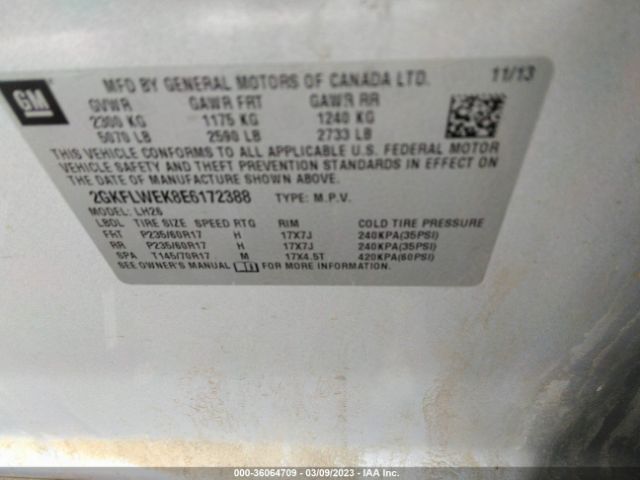 GM
MFD BY GENERAL MOTORS OF CANADA LTD. 11/13
GVWR GAWR FRT GAWR RR
2300 KG 1175 KG 1240 KG
5070 LB 2590 LB 2733 LB
THIS VEHICLE CONFORMS TO ALL APPLICABLE U.S. FEDERAL MOTOR
VEHICLE SAFETY AND THEFT PREVENTION STANDARDS IN EFFECT ON THE
DATE OF MANUFACTURE SHOWN ABOVE.
2GKFLWEK8E6172388 TYPE: M.P.V.
MODEL: LH26
LBDL TIRE SIZE SPEED RTG RIM COLD TIRE PRESSURE
FRT P235/60R17 H 17X7J 240KPA(35PSI)
RR P235/60R17 H 17X7J 240KPA(35PSI)
SPA T145/70R17 M 17X4.5T 420KPA(60PSI)
SEE OWNER'S MANUAL FOR ADDITIONAL INFORMATION.
000-36064709 03/09/2023 IAA Inc.